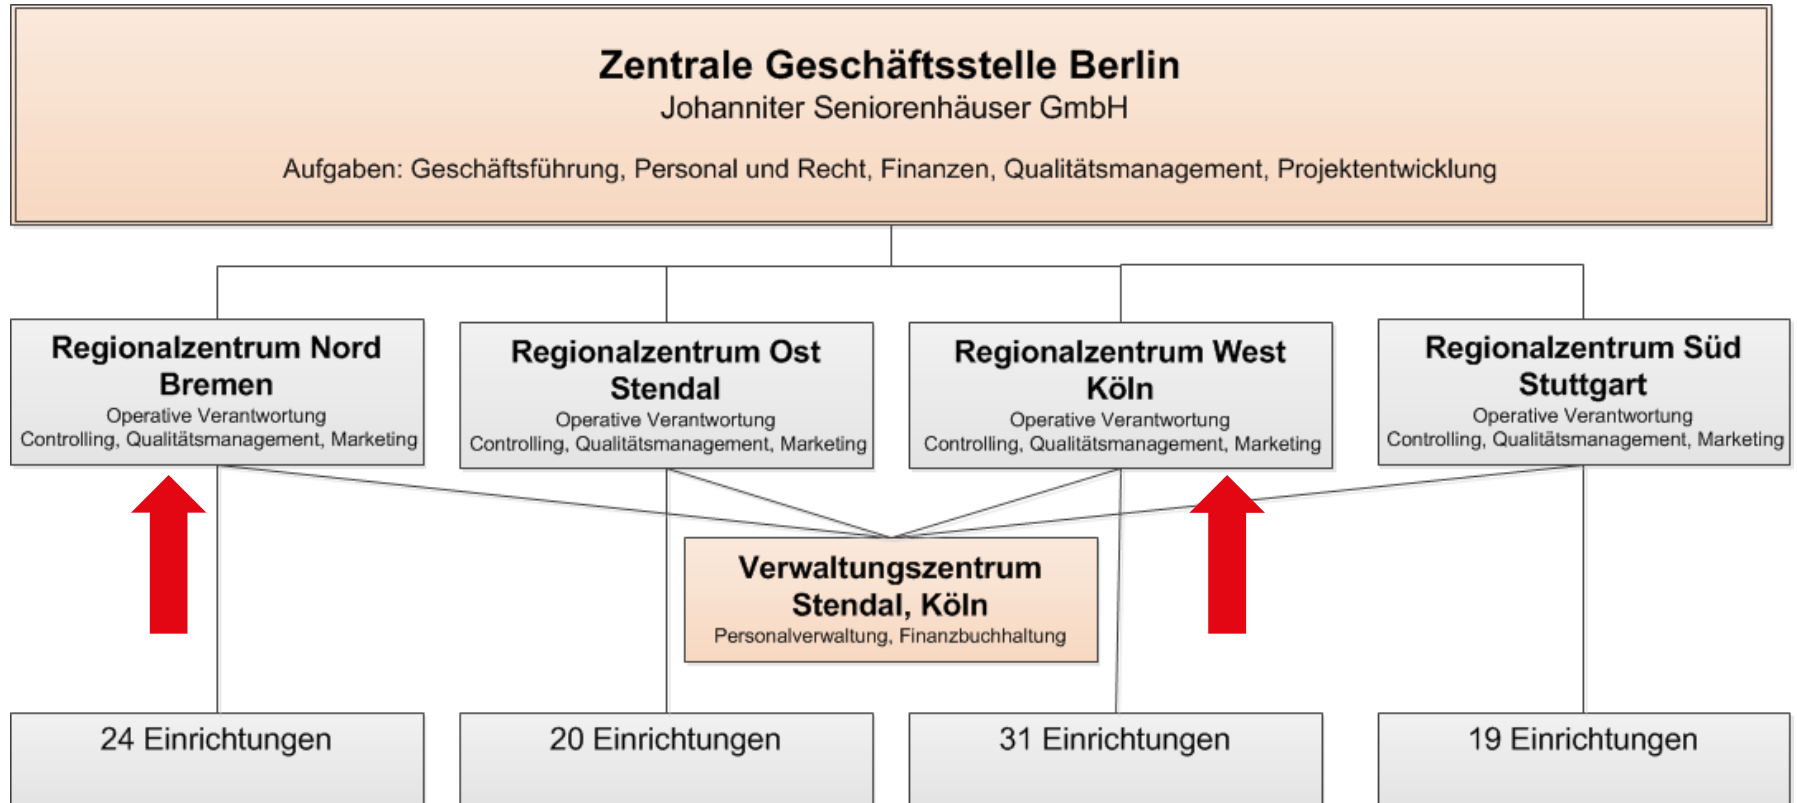 Zentrale Geschäftsstelle Berlin
Johanniter Seniorenhäuser GmbH
Aufgaben: Geschäftsführung, Personal und Recht, Finanzen, Qualitätsmanagement, Projektentwicklung
Regionalzentrum Nord
Bremen
Operative Verantwortung
Controlling, Qualitätsmanagement, Marketing
Regionalzentrum Ost
Stendal
Operative Verantwortung
Controlling, Qualitätsmanagement, Marketing
Regionalzentrum West
Köln
Operative Verantwortung
Controlling, Qualitätsmanagement, Marketing
Regionalzentrum Süd
Stuttgart
Operative Verantwortung
Controlling, Qualitätsmanagement, Marketing
Verwaltungszentrum
Stendal, Köln
Personalverwaltung, Finanzbuchhaltung
24 Einrichtungen
20 Einrichtungen
31 Einrichtungen
19 Einrichtungen